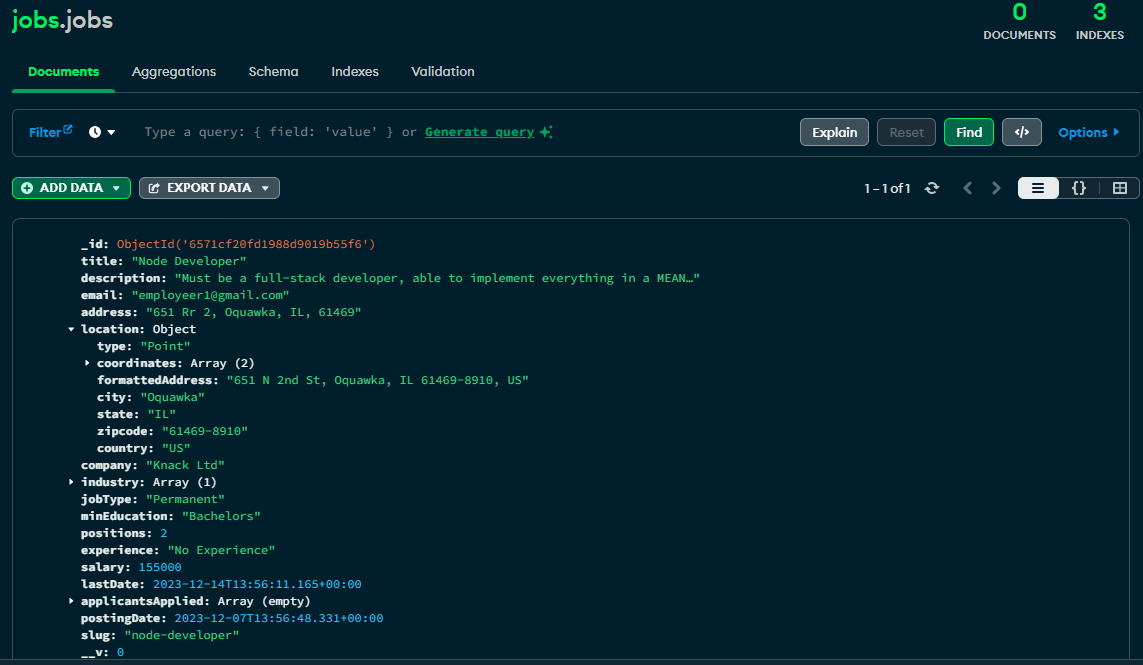 jobs.jobs
0 DOCUMENTS 3 INDEXES
Documents Aggregations Schema Indexes Validation
Filter Type a query: { field: 'value' } or Generate query Explain Reset Find </> Options
ADD DATA EXPORT DATA 1 – 1 of 1 {}
_id: ObjectId('6571cf20fd1988d9019b55f6')
title: "Node Developer"
description: "Must be a full-stack developer, able to implement everything in a MEAN…"
email: "employeer1@gmail.com"
address: "651 Rr 2, Oquawka, IL, 61469"
location: Object
type: "Point"
coordinates: Array (2)
formattedAddress: "651 N 2nd St, Oquawka, IL 61469-8910, US"
city: "Oquawka"
state: "IL"
zipcode: "61469-8910"
country: "US"
company: "Knack Ltd"
industry: Array (1)
jobType: "Permanent"
minEducation: "Bachelors"
positions: 2
experience: "No Experience"
salary: 155000
lastDate: 2023-12-14T13:56:11.165+00:00
applicantsApplied: Array (empty)
postingDate: 2023-12-07T13:56:48.331+00:00
slug: "node-developer"
__v: 0